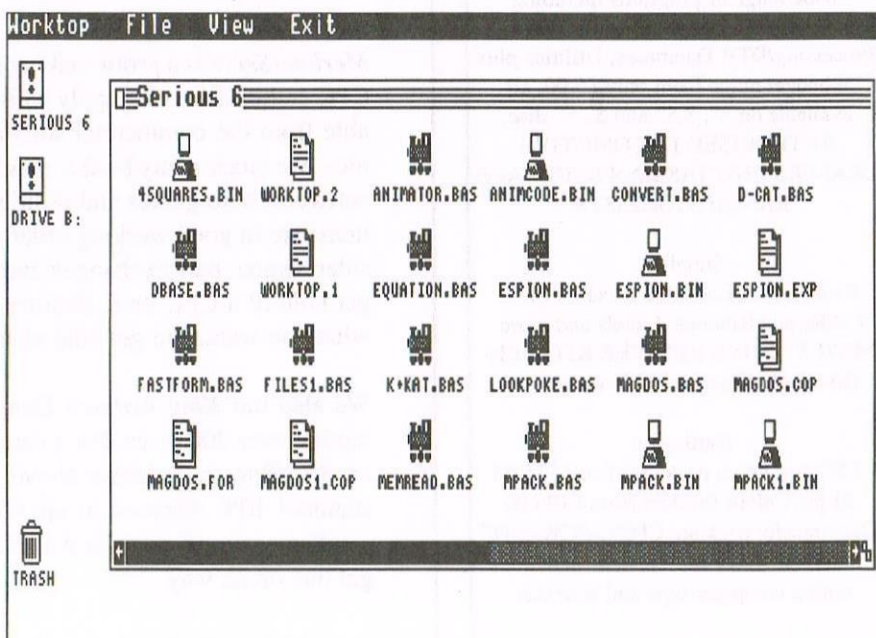 Worktop File View Exit
Serious 6
SERIOUS 6
4SQUARES.BIN WORKTOP.2 ANIMATOR.BAS ANIMCODE.BIN CONVERT.BAS D-CAT.BAS
DRIVE B:
DBASE.BAS WORKTOP.1 EQUATION.BAS ESPION.BAS ESPION.BIN ESPION.EXP
FASTFORM.BAS FILES1.BAS K+KAT.BAS LOOKPOKE.BAS MAGDOS.BAS MAGDOS.COP
MAGDOS.FOR MAGDOS1.COP MEMREAD.BAS MPACK.BAS MPACK.BIN MPACK1.BIN
TRASH